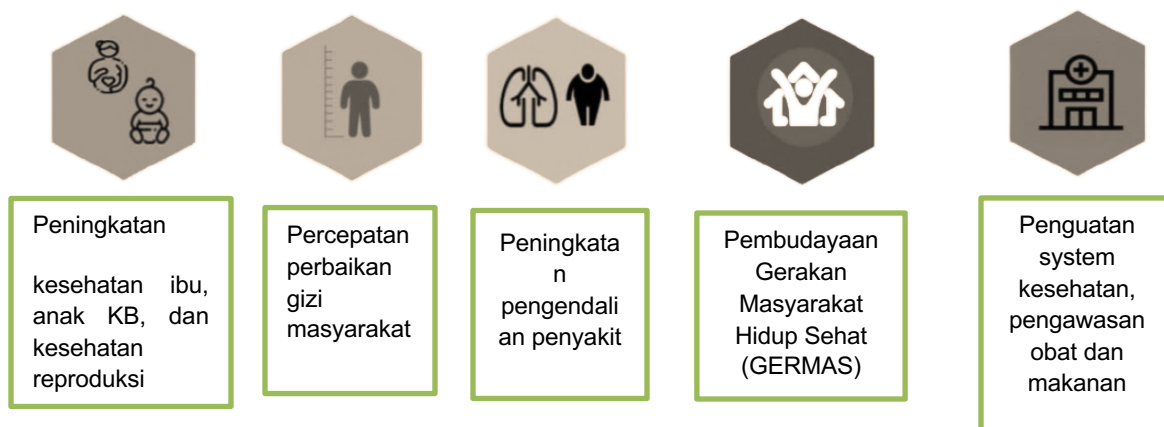 Peningkatan
kesehatan ibu,
anak KB, dan
kesehatan
reproduksi
Percepatan
perbaikan
gizi
masyarakat
Peningkata
n
pengendali
an penyakit
Pembudayaan
Gerakan
Masyarakat
Hidup Sehat
(GERMAS)
Penguatan
system
kesehatan,
pengawasan
obat dan
makanan